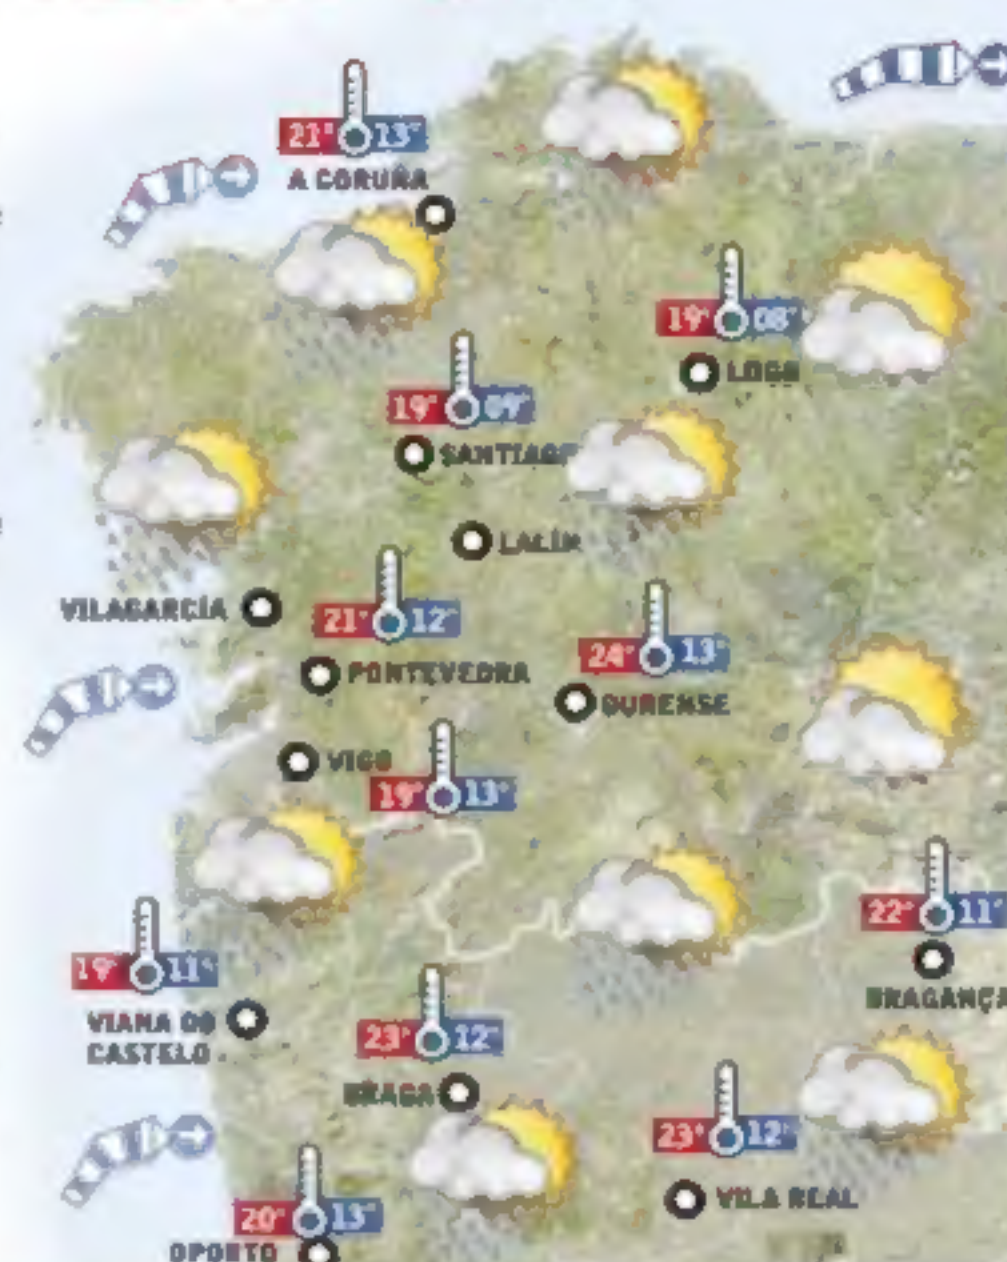 21° 13°
A CORUÑA
19° 08°
LUGO
19° 09°
SANTIAGO
LALÍN
VILAGARCÍA
21° 12°
PONTEVEDRA
24° 13°
OURENSE
VIGO
19° 13°
22° 11°
BRAGANÇA
19° 11°
VIANA DO
CASTELO
23° 12°
BRAGA
23° 12°
VILA REAL
20° 13°
OPORTO